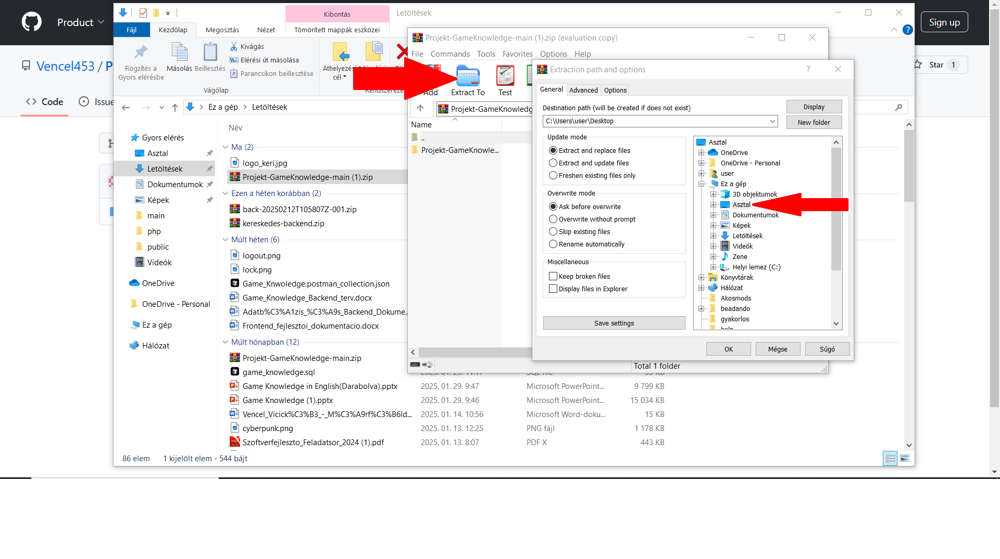 Product
Sign up
Vencel453 / P
Star 1
Code
Issu
Kibontás
Letöltések
Fájl
Kezdőlap
Megosztás
Nézet
Tömörített mappák eszközei
Rögzítés a
Gyors elérésbe
Másolás
Beillesztés
Kivágás
Elérési út másolása
Parancsikon beillesztése
Áthelyezés
cél
Vágólap
Ez a gép
Letöltések
Gyors elérés
Asztal
Letöltések
Dokumentumok
Képek
main
php
public
Videók
OneDrive
OneDrive - Personal
Ez a gép
Hálózat
Név
Ma (2)
logo_keri.jpg
Projekt-GameKnowledge-main (1).zip
Ezen a héten korábban (2)
back-20250212T105807Z-001.zip
kereskedes-backend.zip
Múlt héten (6)
logout.png
lock.png
Game_Knwoledge.postman_collection.json
Game_Knowledge_Backend_terv.docx
Adatb%C3%A1zis_%C3%A9s_Backend_Dokume...
Frontend_fejlesztoi_dokumentacio.docx
Múlt hónapban (12)
Projekt-GameKnowledge-main.zip
game_knowledge.sql
Game Knowledge in English(Darabolva).pptx 2025. 01. 29. 9:47 Microsoft PowerPoint... 9 799 KB
Game Knowledge (1).pptx 2025. 01. 29. 9:46 Microsoft PowerPoint... 15 034 KB
Vencel_Vicick%C3%B3_-_M%C3%A9rf%C3%B6ld... 2025. 01. 14. 10:56 Microsoft Word-doku... 15 KB
cyberpunk.png 2025. 01. 13. 12:25 PNG fájl 1 178 KB
Szoftverfejleszto_Feladatsor_2024 (1).pdf 2025. 01. 13. 8:07 PDF X 443 KB
86 elem
1 kijelölt elem - 544 bájt
Projekt-GameKnowledge-main (1).zip (evaluation copy)
File Commands Tools Favorites Options Help
Add
Extract To
Test
Projekt-GameKnowledg
Name
..
Projekt-GameKnowle...
Total 1 folder
Extraction path and options
?
General
Advanced
Options
Destination path (will be created if does not exist)
C:\Users\user\Desktop
Display
New folder
Update mode
Extract and replace files
Extract and update files
Freshen existing files only
Overwrite mode
Ask before overwrite
Overwrite without prompt
Skip existing files
Rename automatically
Miscellaneous
Keep broken files
Display files in Explorer
Save settings
Asztal
OneDrive
OneDrive - Personal
user
Ez a gép
3D objektumok
Asztal
Dokumentumok
Képek
Letöltések
Videók
Zene
Helyi lemez (C:)
Könyvtárak
Hálózat
Akosmods
beadando
gyakorlos
OK
Mégse
Súgó